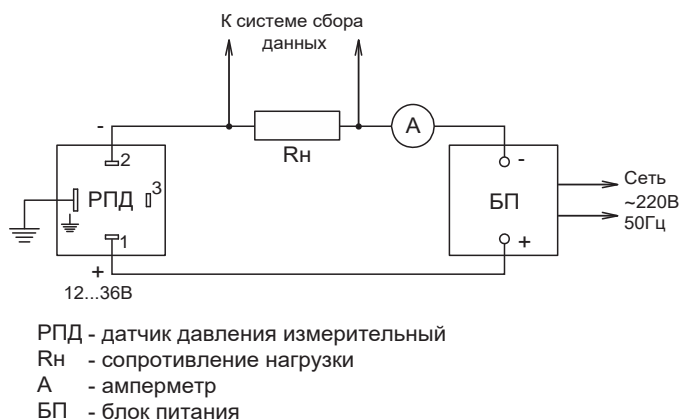 К системе сбора
данных
A
Rн
-
2
РПД
3
1
+
12...36В
-
БП
+
Сеть
~220В
50Гц
РПД - датчик давления измерительный
Rн - сопротивление нагрузки
А - амперметр
БП - блок питания